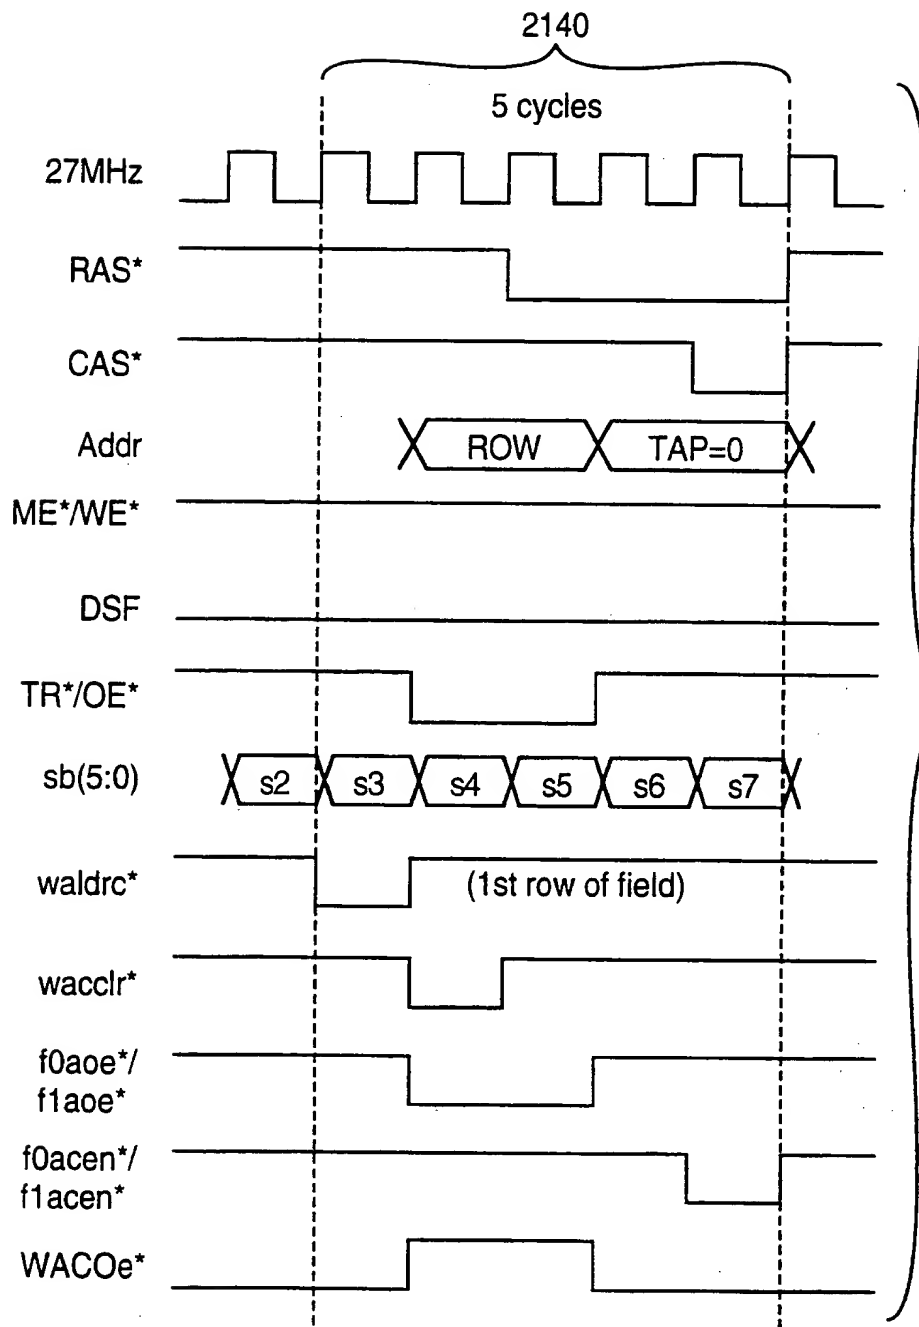 2140
5 cycles
27MHz
RAS*
CAS*
Addr
ROW
TAP=0
ME*/WE*
DSF
TR*/OE*
sb(5:0)
s2
s3
s4
s5
s6
s7
waldrc*
(1st row of field)
wacclr*
f0aoe*/
f1aoe*
f0acen*/
f1acen*
WACOe*